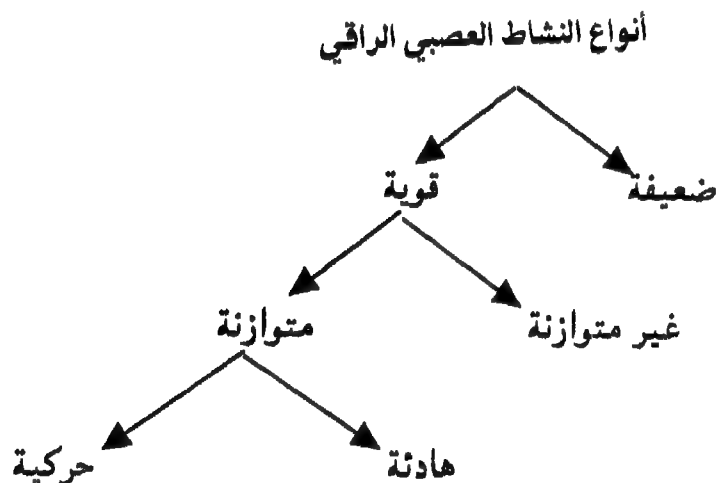 أنواع النشاط العصبي الراقي
ضعيفة
قوية
غير متوازنة
متوازنة
هادئة
حركية